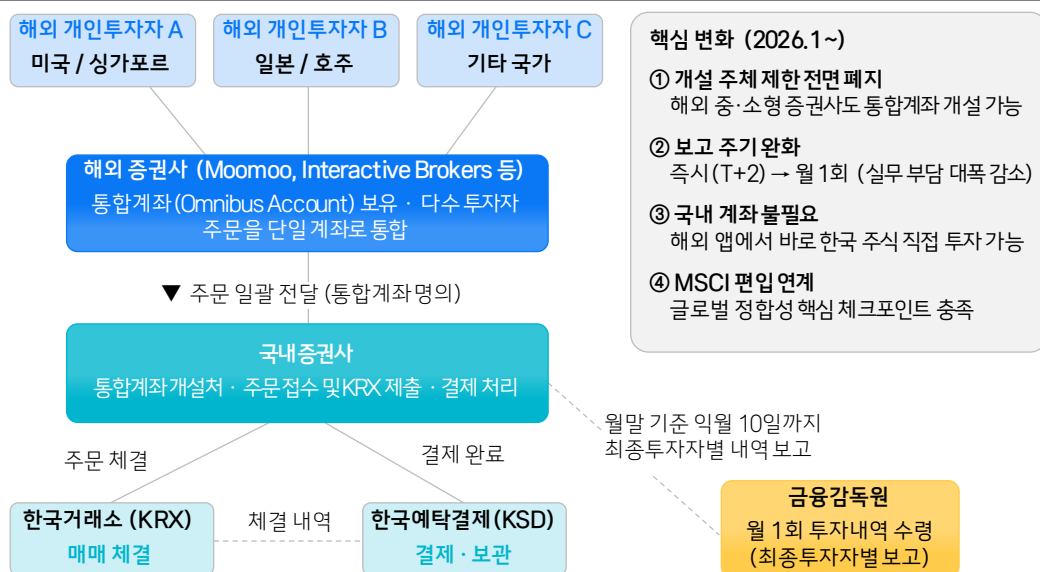 해외 개인투자자 A
미국 / 싱가포르
해외 개인투자자 B
일본 / 호주
해외 개인투자자 C
기타 국가
해외 증권사 (Moomoo, Interactive Brokers 등)
통합계좌(Omnibus Account) 보유 · 다수 투자자
주문을 단일 계좌로 통합
▼ 주문 일괄 전달 (통합계좌 명의)
국내 증권사
통합계좌 개설처 · 주문 접수 및 KRX 제출 · 결제 처리
주문 체결
결제 완료
한국거래소 (KRX)
매매 체결
체결 내역
한국예탁결제(KSD)
결제 · 보관
핵심 변화 (2026.1~)
① 개설 주체 제한 전면 폐지
해외 중·소형 증권사도 통합계좌 개설 가능
② 보고 주기 완화
즉시(T+2) → 월 1회 (실무 부담 대폭 감소)
③ 국내 계좌 불필요
해외 앱에서 바로 한국 주식 직접 투자 가능
④ MSCI 편입 연계
글로벌 정합성 핵심 체크포인트 충족
월말 기준 익월 10일까지
최종투자자별 내역 보고
금융감독원
월 1회 투자내역 수령
(최종투자자별 보고)